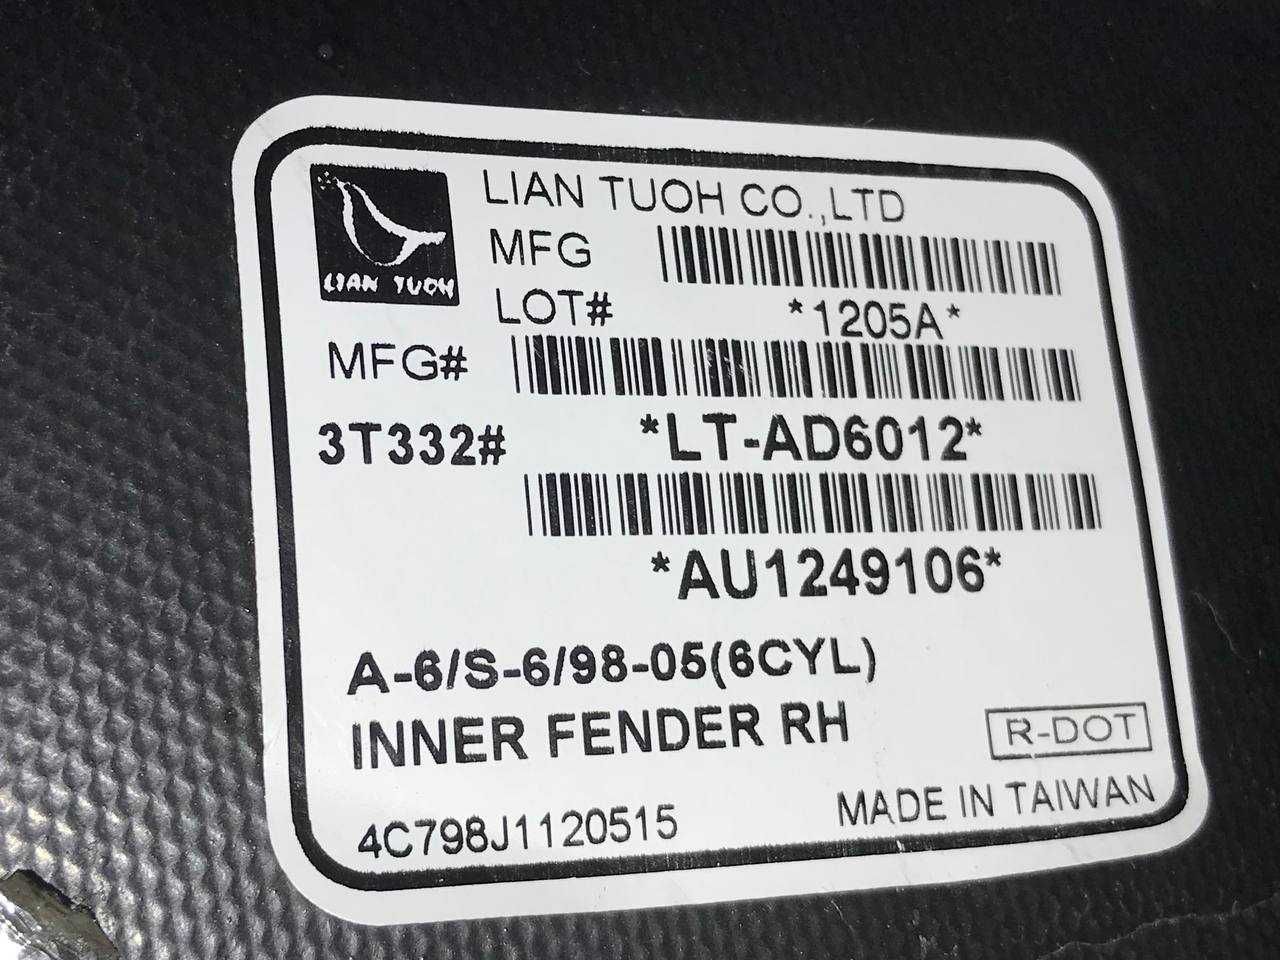 LIAN TUOH CO.,LTD
LIAN TUOH
MFG
LOT# *1205A*
MFG#
3T332# *LT-AD6012*
*AU1249106*
A-6/S-6/98-05(6CYL)
INNER FENDER RH
R-DOT
4C798J1120515 MADE IN TAIWAN